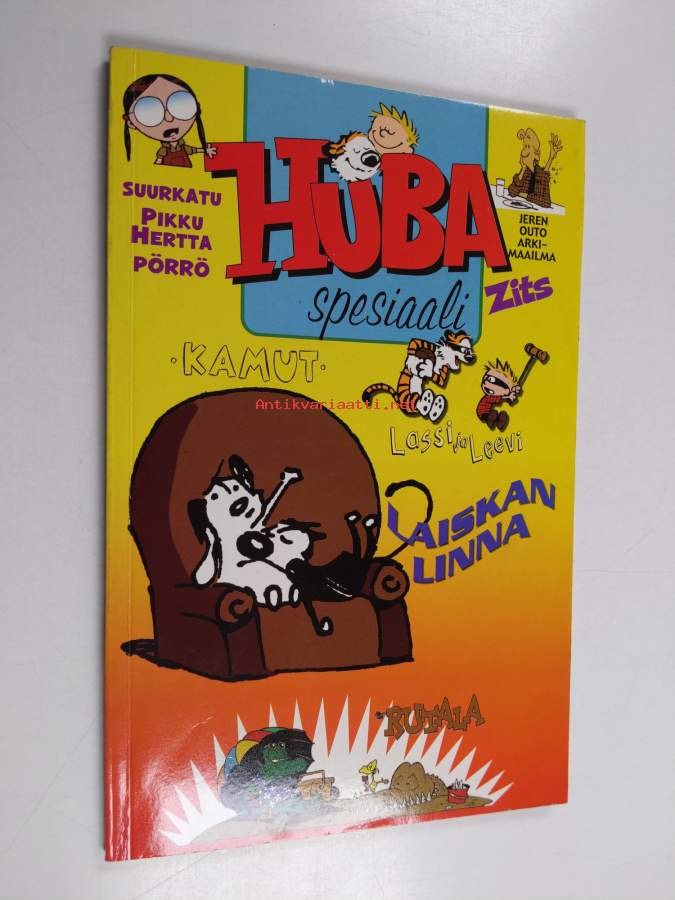 HUBA
spesiaali
SUURKATU
PIKKU
HERTTA
PÖRRÖ
JEREN
OUTO
ARKI-
MAAILMA
Zits
·KAMUT·
Antikvariaatti.net
Lassi ja Leevi
LAISKAN
LINNA
RUTALA